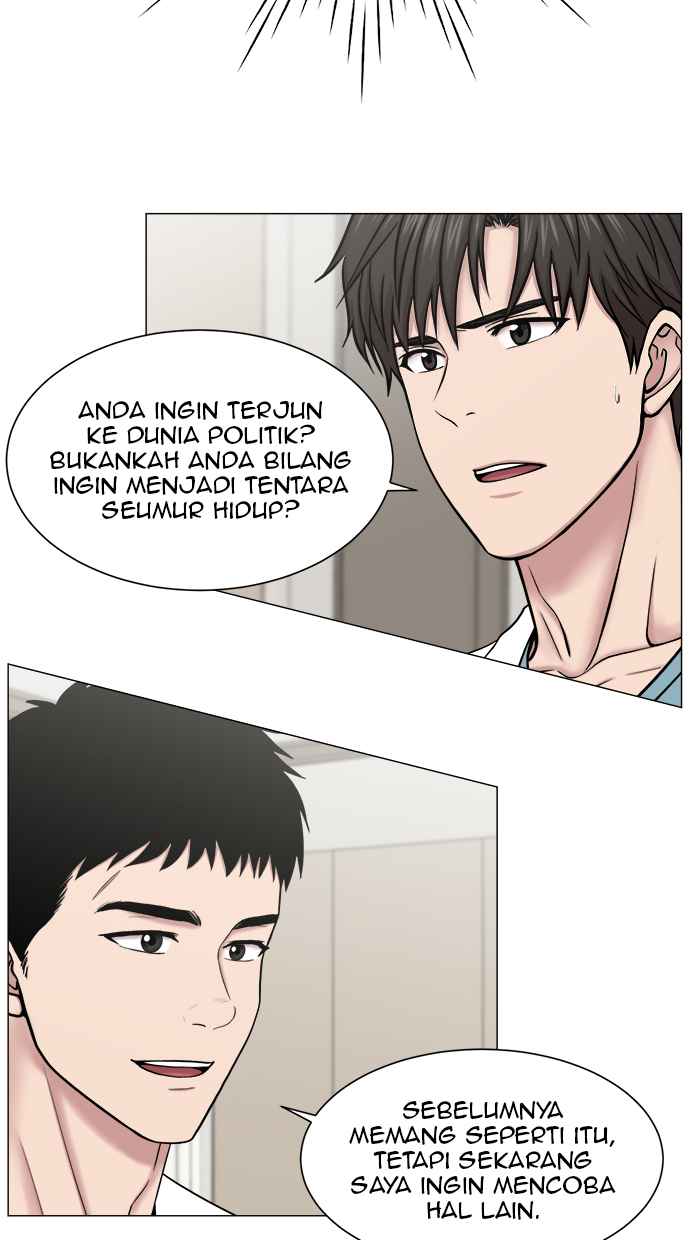 ANDA INGIN TERJUN
KE DUNIA POLITIK?
BUKANKAH ANDA BILANG
INGIN MENJADI TENTARA
SEUMUR HIDUP?
SEBELUMNYA
MEMANG SEPERTI ITU,
TETAPI SEKARANG
SAYA INGIN MENCOBA
HAL LAIN.